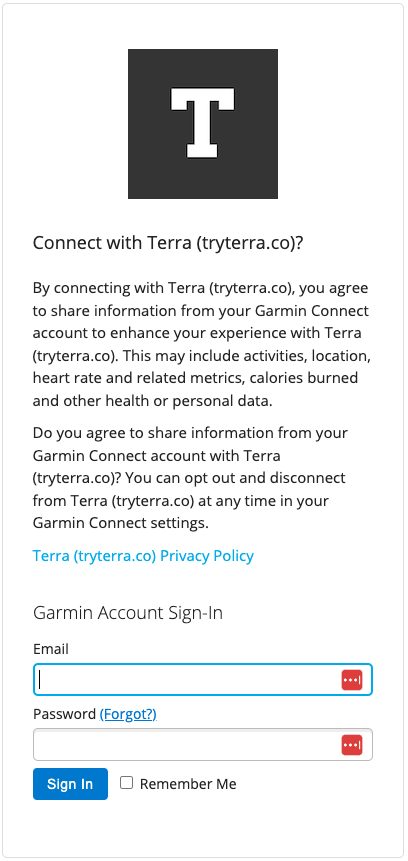 T
Connect with Terra (tryterra.co)?
By connecting with Terra (tryterra.co), you agree
to share information from your Garmin Connect
account to enhance your experience with Terra
(tryterra.co). This may include activities, location,
heart rate and related metrics, calories burned
and other health or personal data.
Do you agree to share information from your
Garmin Connect account with Terra
(tryterra.co)? You can opt out and disconnect
from Terra (tryterra.co) at any time in your
Garmin Connect settings.
Terra (tryterra.co) Privacy Policy
Garmin Account Sign-In
Email
Password (Forgot?)
Sign In Remember Me